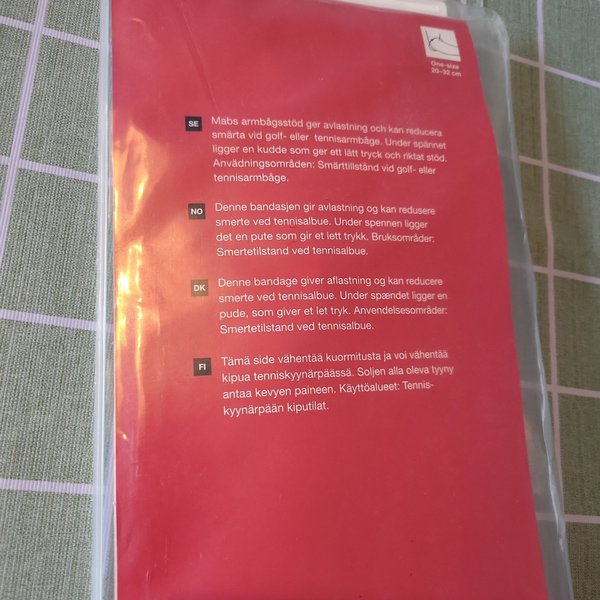 One-size
20-32 cm
SE
Mabs armbågsstöd ger avlastning och kan reducera
smärta vid golf- eller tennisarmbåge. Under spännet
ligger en kudde som ger ett lätt tryck och riktat stöd.
Anvädningsområden: Smärttillstånd vid golf- eller
tennisarmbåge.
NO
Denne bandasjen gir avlastning og kan redusere
smerte ved tennisalbue. Under spennen ligger
det en pute som gir et lett trykk. Bruksområder:
Smertetilstand ved tennisalbue.
DK
Denne bandage giver aflastning og kan reducere
smerte ved tennisalbue. Under spændet ligger en
pude, som giver et let tryk. Anvendelsesområder:
Smertetilstand ved tennisalbue.
FI
Tämä side vähentää kuormitusta ja voi vähentää
kipua tenniskyynärpäässä. Soljen alla oleva tyyny
antaa kevyen paineen. Käyttöalueet: Tennis-
kyynärpään kiputilat.